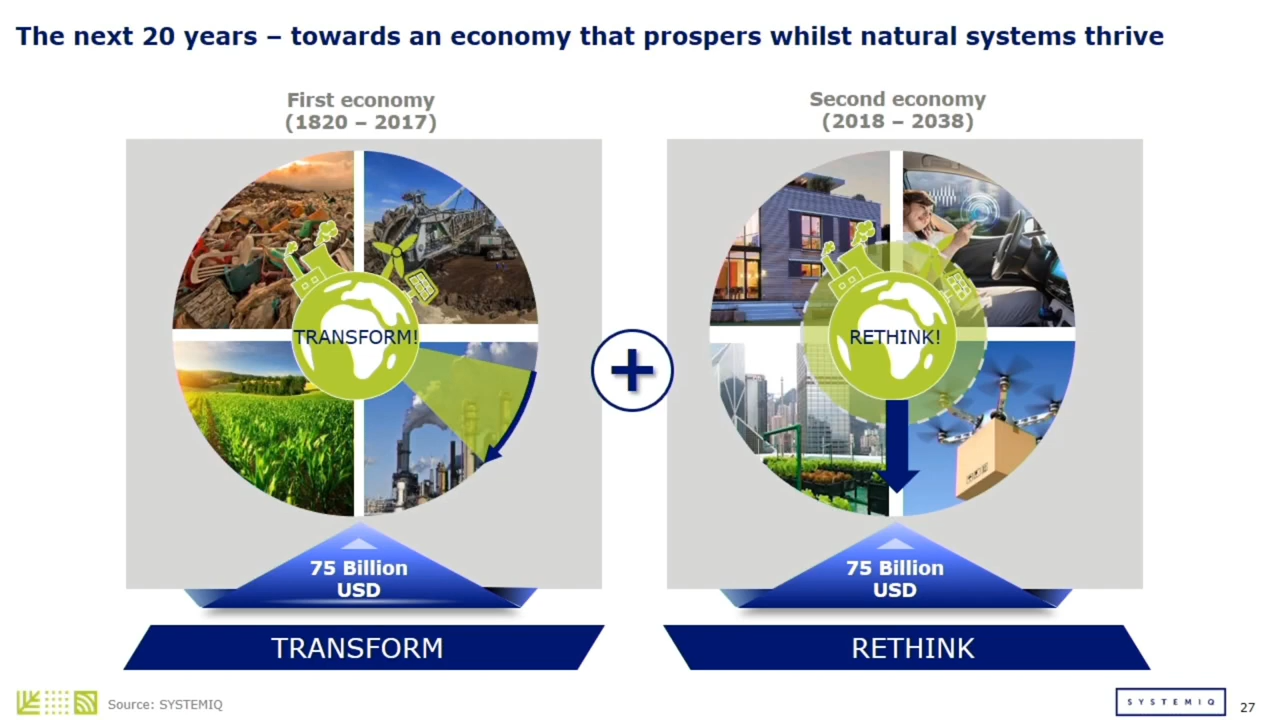 The next 20 years – towards an economy that prospers whilst natural systems thrive
First economy
(1820 – 2017)
Second economy
(2018 – 2038)
TRANSFORM!
RETHINK!
75 Billion
USD
75 Billion
USD
TRANSFORM
RETHINK
Source: SYSTEMIQ
SYSTEMIQ
27